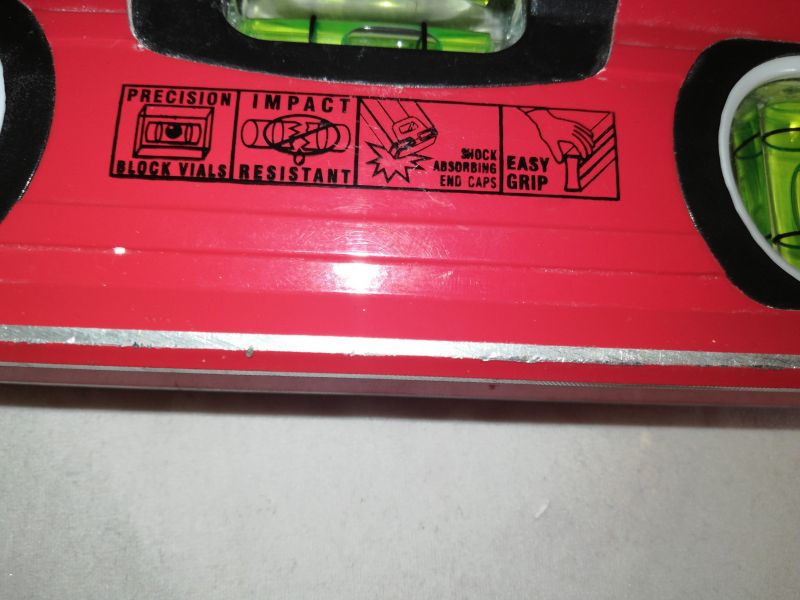 PRECISION
BLOCK VIALS
IMPACT
RESISTANT
SHOCK
ABSORBING
END CAPS
EASY
GRIP